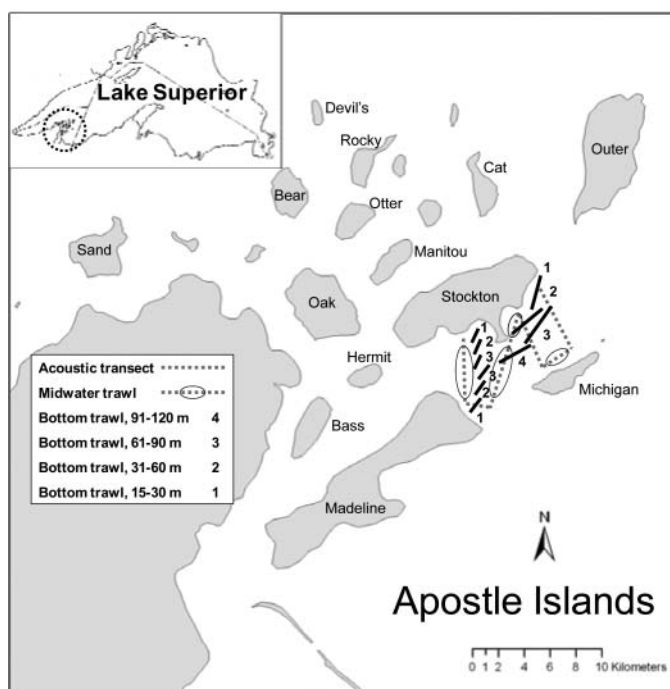 Lake Superior
Devil's
Rocky
Outer
Cat
Bear
Otter
Sand
Manitou
1
Stockton
2
Oak
1
3
2
Hermit
3
4
3
Michigan
2
Bass
1
Acoustic transect
Midwater trawl
Bottom trawl, 91-120 m 4
Bottom trawl, 61-90 m 3
Bottom trawl, 31-60 m 2
Bottom trawl, 15-30 m 1
Madeline
N
Apostle Islands
0 1 2 4 6 8 10 Kilometers